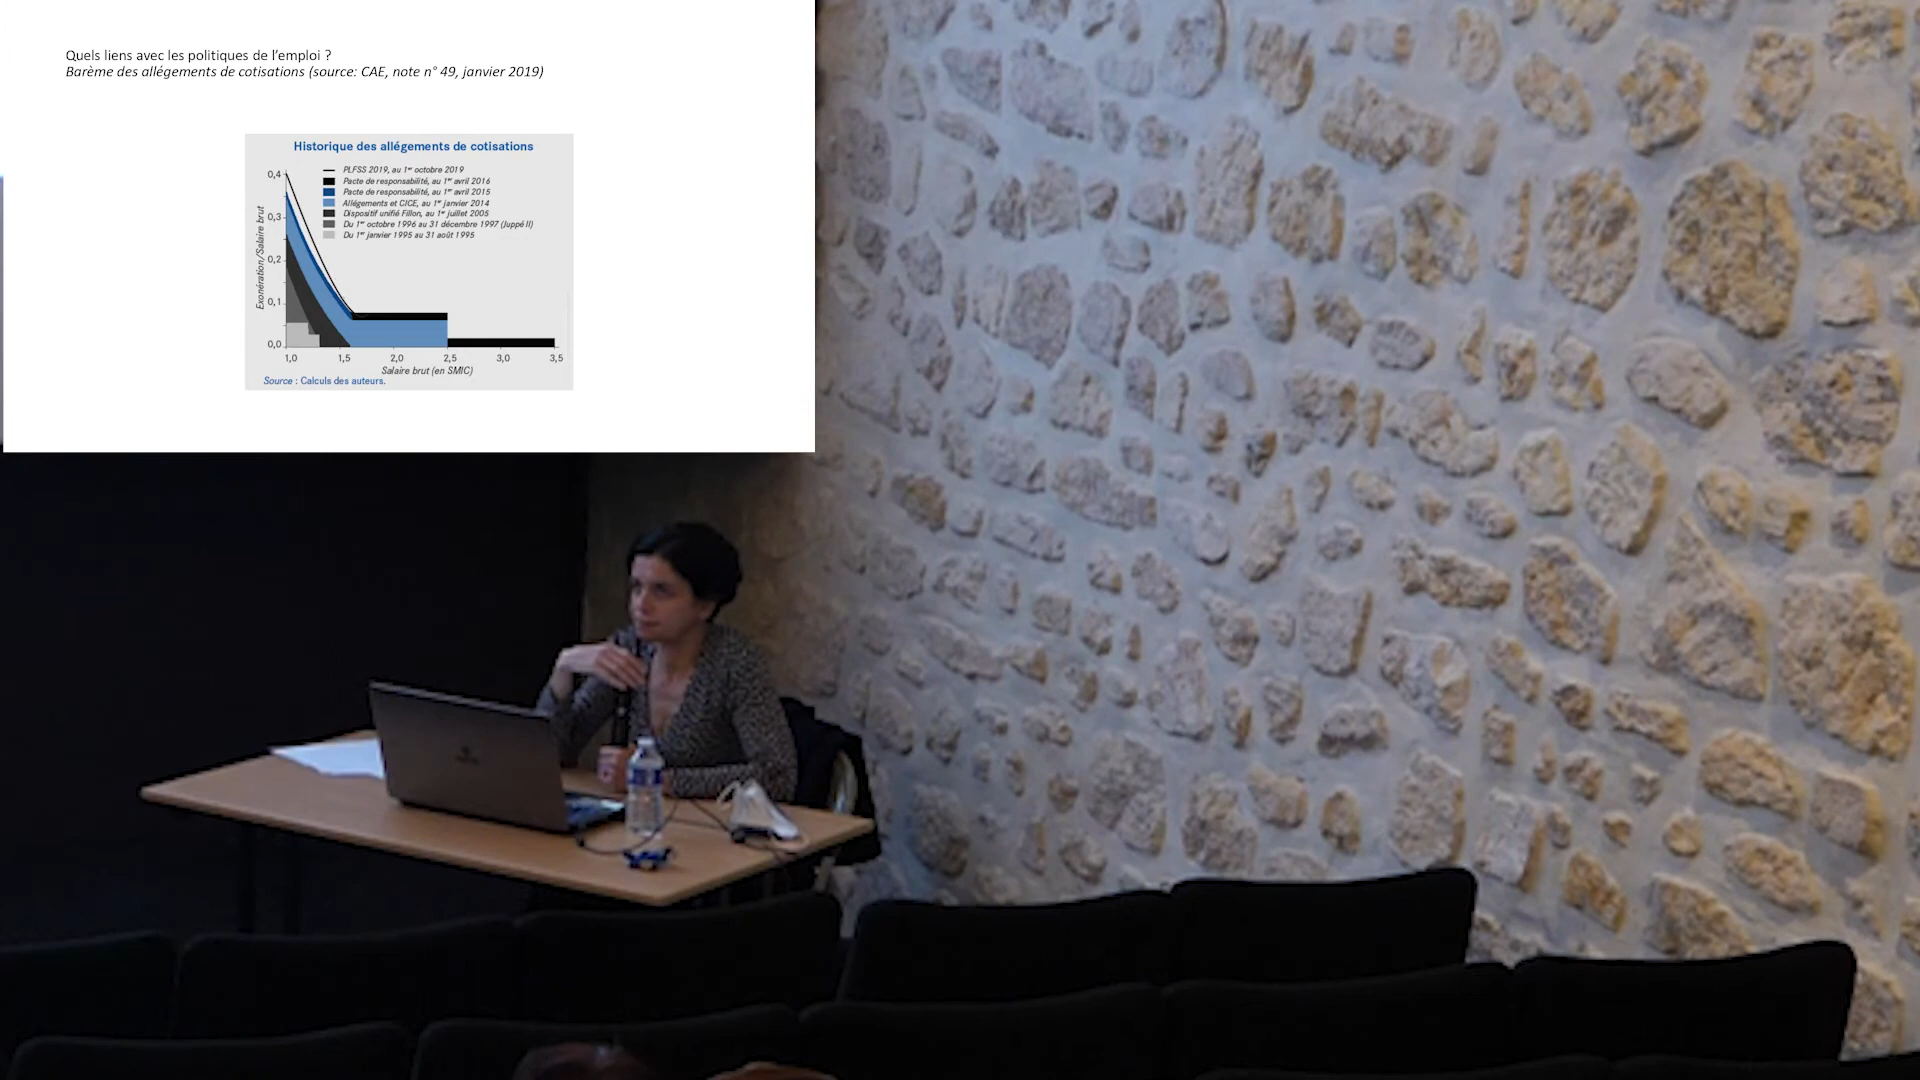 Quels liens avec les politiques de l'emploi ?
Barème des allégements de cotisations (source: CAE, note n° 49, janvier 2019)
Historique des allégements de cotisations
PLFSS 2019, au 1er octobre 2019
Pacte de responsabilité, au 1er avril 2016
Pacte de responsabilité, au 1er avril 2015
Allégements et CICE, au 1er janvier 2014
Dispositif unifié Fillon, au 1er juillet 2005
Du 1er octobre 1996 au 31 décembre 1997 (Juppé II)
Du 1er janvier 1995 au 31 août 1995
Exonération/Salaire brut
0,4
0,3
0,2
0,1
0,0
1,0 1,5 2,0 2,5 3,0 3,5
Salaire brut (en SMIC)
Source : Calculs des auteurs.